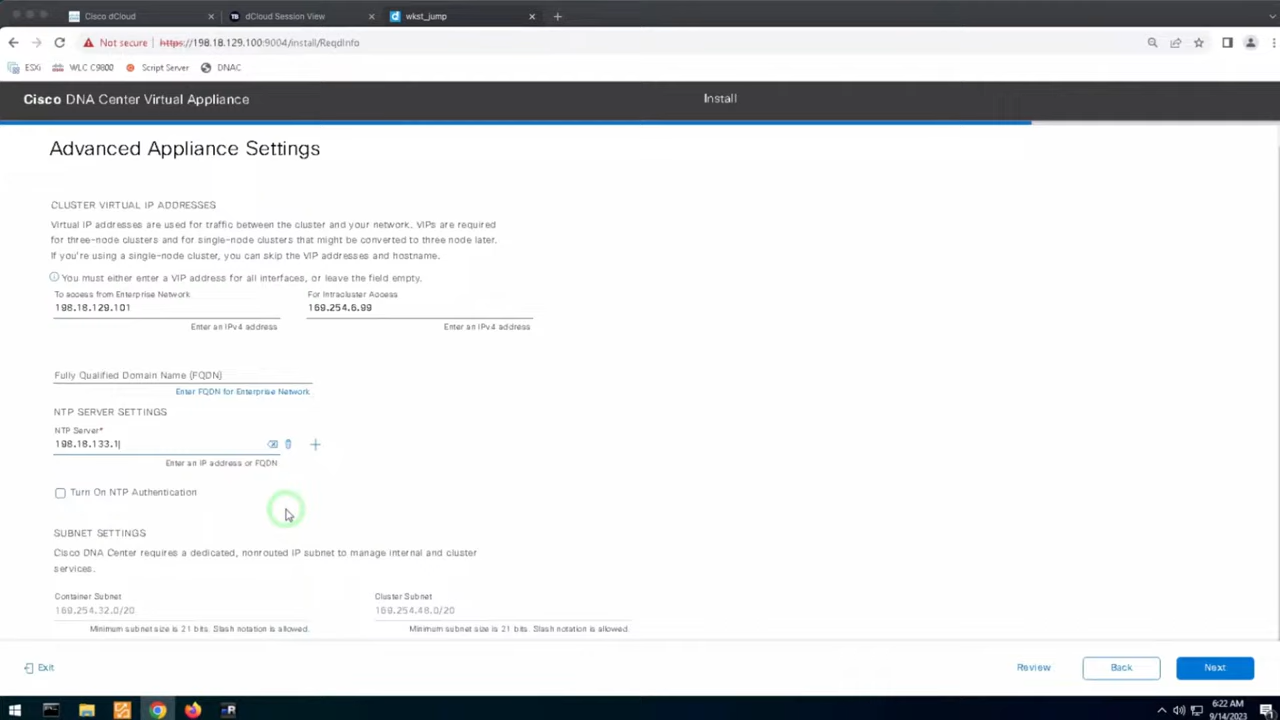 Cisco dCloud
dCloud Session View
wkst_jump
Not secure
https://198.18.129.100:9004/install/ReqdInfo
ESXi
WLC C9800
Script Server
DNAC
Cisco DNA Center Virtual Appliance
Install
Advanced Appliance Settings
CLUSTER VIRTUAL IP ADDRESSES
Virtual IP addresses are used for traffic between the cluster and your network. VIPs are required
for three-node clusters and for single-node clusters that might be converted to three node later.
If you're using a single-node cluster, you can skip the VIP addresses and hostname.
You must either enter a VIP address for all interfaces, or leave the field empty.
To access from Enterprise Network
For Intracluster Access
198.18.129.101
169.254.6.99
Enter an IPv4 address
Enter an IPv4 address
Fully Qualified Domain Name (FQDN)
Enter FQDN for Enterprise Network
NTP SERVER SETTINGS
NTP Server*
198.18.133.1
Enter an IP address or FQDN
Turn On NTP Authentication
SUBNET SETTINGS
Cisco DNA Center requires a dedicated, nonrouted IP subnet to manage internal and cluster
services.
Container Subnet
Cluster Subnet
169.254.32.0/20
169.254.48.0/20
Minimum subnet size is 21 bits. Slash notation is allowed.
Minimum subnet size is 21 bits. Slash notation is allowed.
Exit
Review
Back
Next
6:22 AM
9/14/2023